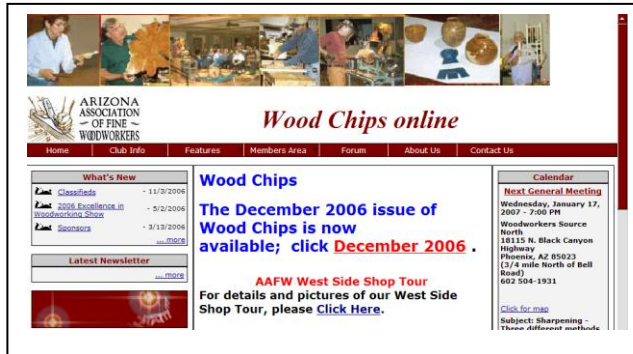 ARIZONA
ASSOCIATION
OF FINE
WOODWORKERS
Wood Chips online
Home Club Info Features Members Area Forum About Us Contact Us
What's New
Classifieds - 11/3/2006
2006 Excellence in
Woodworking Show - 5/2/2006
Sponsors - 3/13/2006
... more
Latest Newsletter
... more
Wood Chips
The December 2006 issue of
Wood Chips is now
available; click December 2006 .
AAFW West Side Shop Tour
For details and pictures of our West Side
Shop Tour, please Click Here.
Calendar
Next General Meeting
Wednesday, January 17,
2007 - 7:00 PM
Woodworkers Source
North
18115 N. Black Canyon
Highway
Phoenix, AZ 85023
(3/4 mile North of Bell
Road)
602 504-1931
Click for map
Subject: Sharpening -
Three different methods